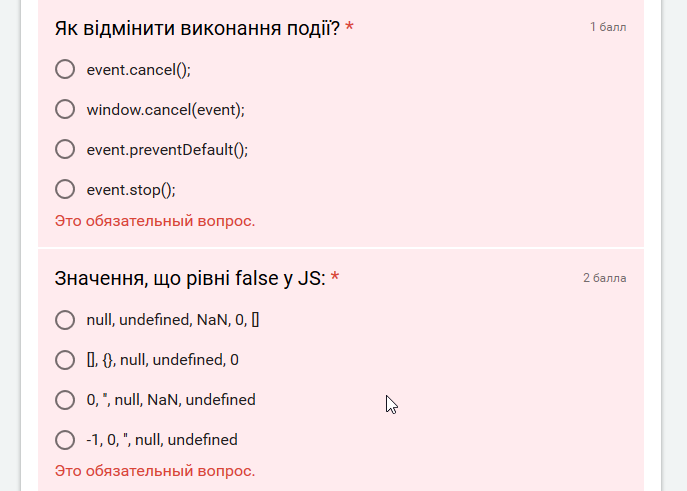 Як відмінити виконання події? *
1 балл
event.cancel();
window.cancel(event);
event.preventDefault();
event.stop();
Это обязательный вопрос.
Значення, що рівні false у JS: *
2 балла
null, undefined, NaN, 0, []
[], {}, null, undefined, 0
0, '', null, NaN, undefined
-1, 0, '', null, undefined
Это обязательный вопрос.